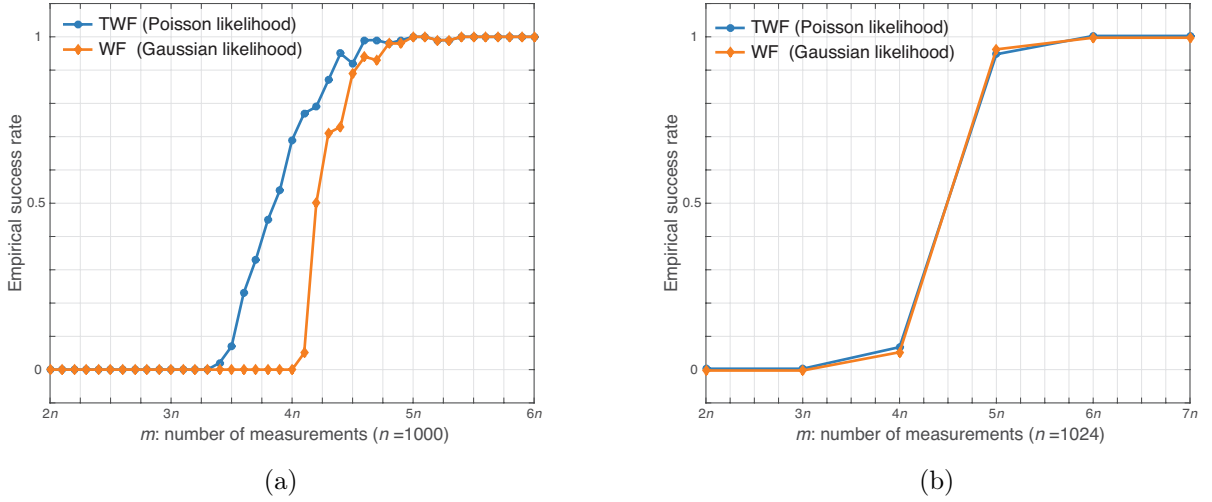 TWF (Poisson likelihood)
WF (Gaussian likelihood)
1
0.5
0
Empirical success rate
2n 3n 4n 5n 6n
m: number of measurements (n =1000)
(a)
TWF (Poisson likelihood)
WF (Gaussian likelihood)
1
0.5
0
Empirical success rate
2n 3n 4n 5n 6n 7n
m: number of measurements (n =1024)
(b)